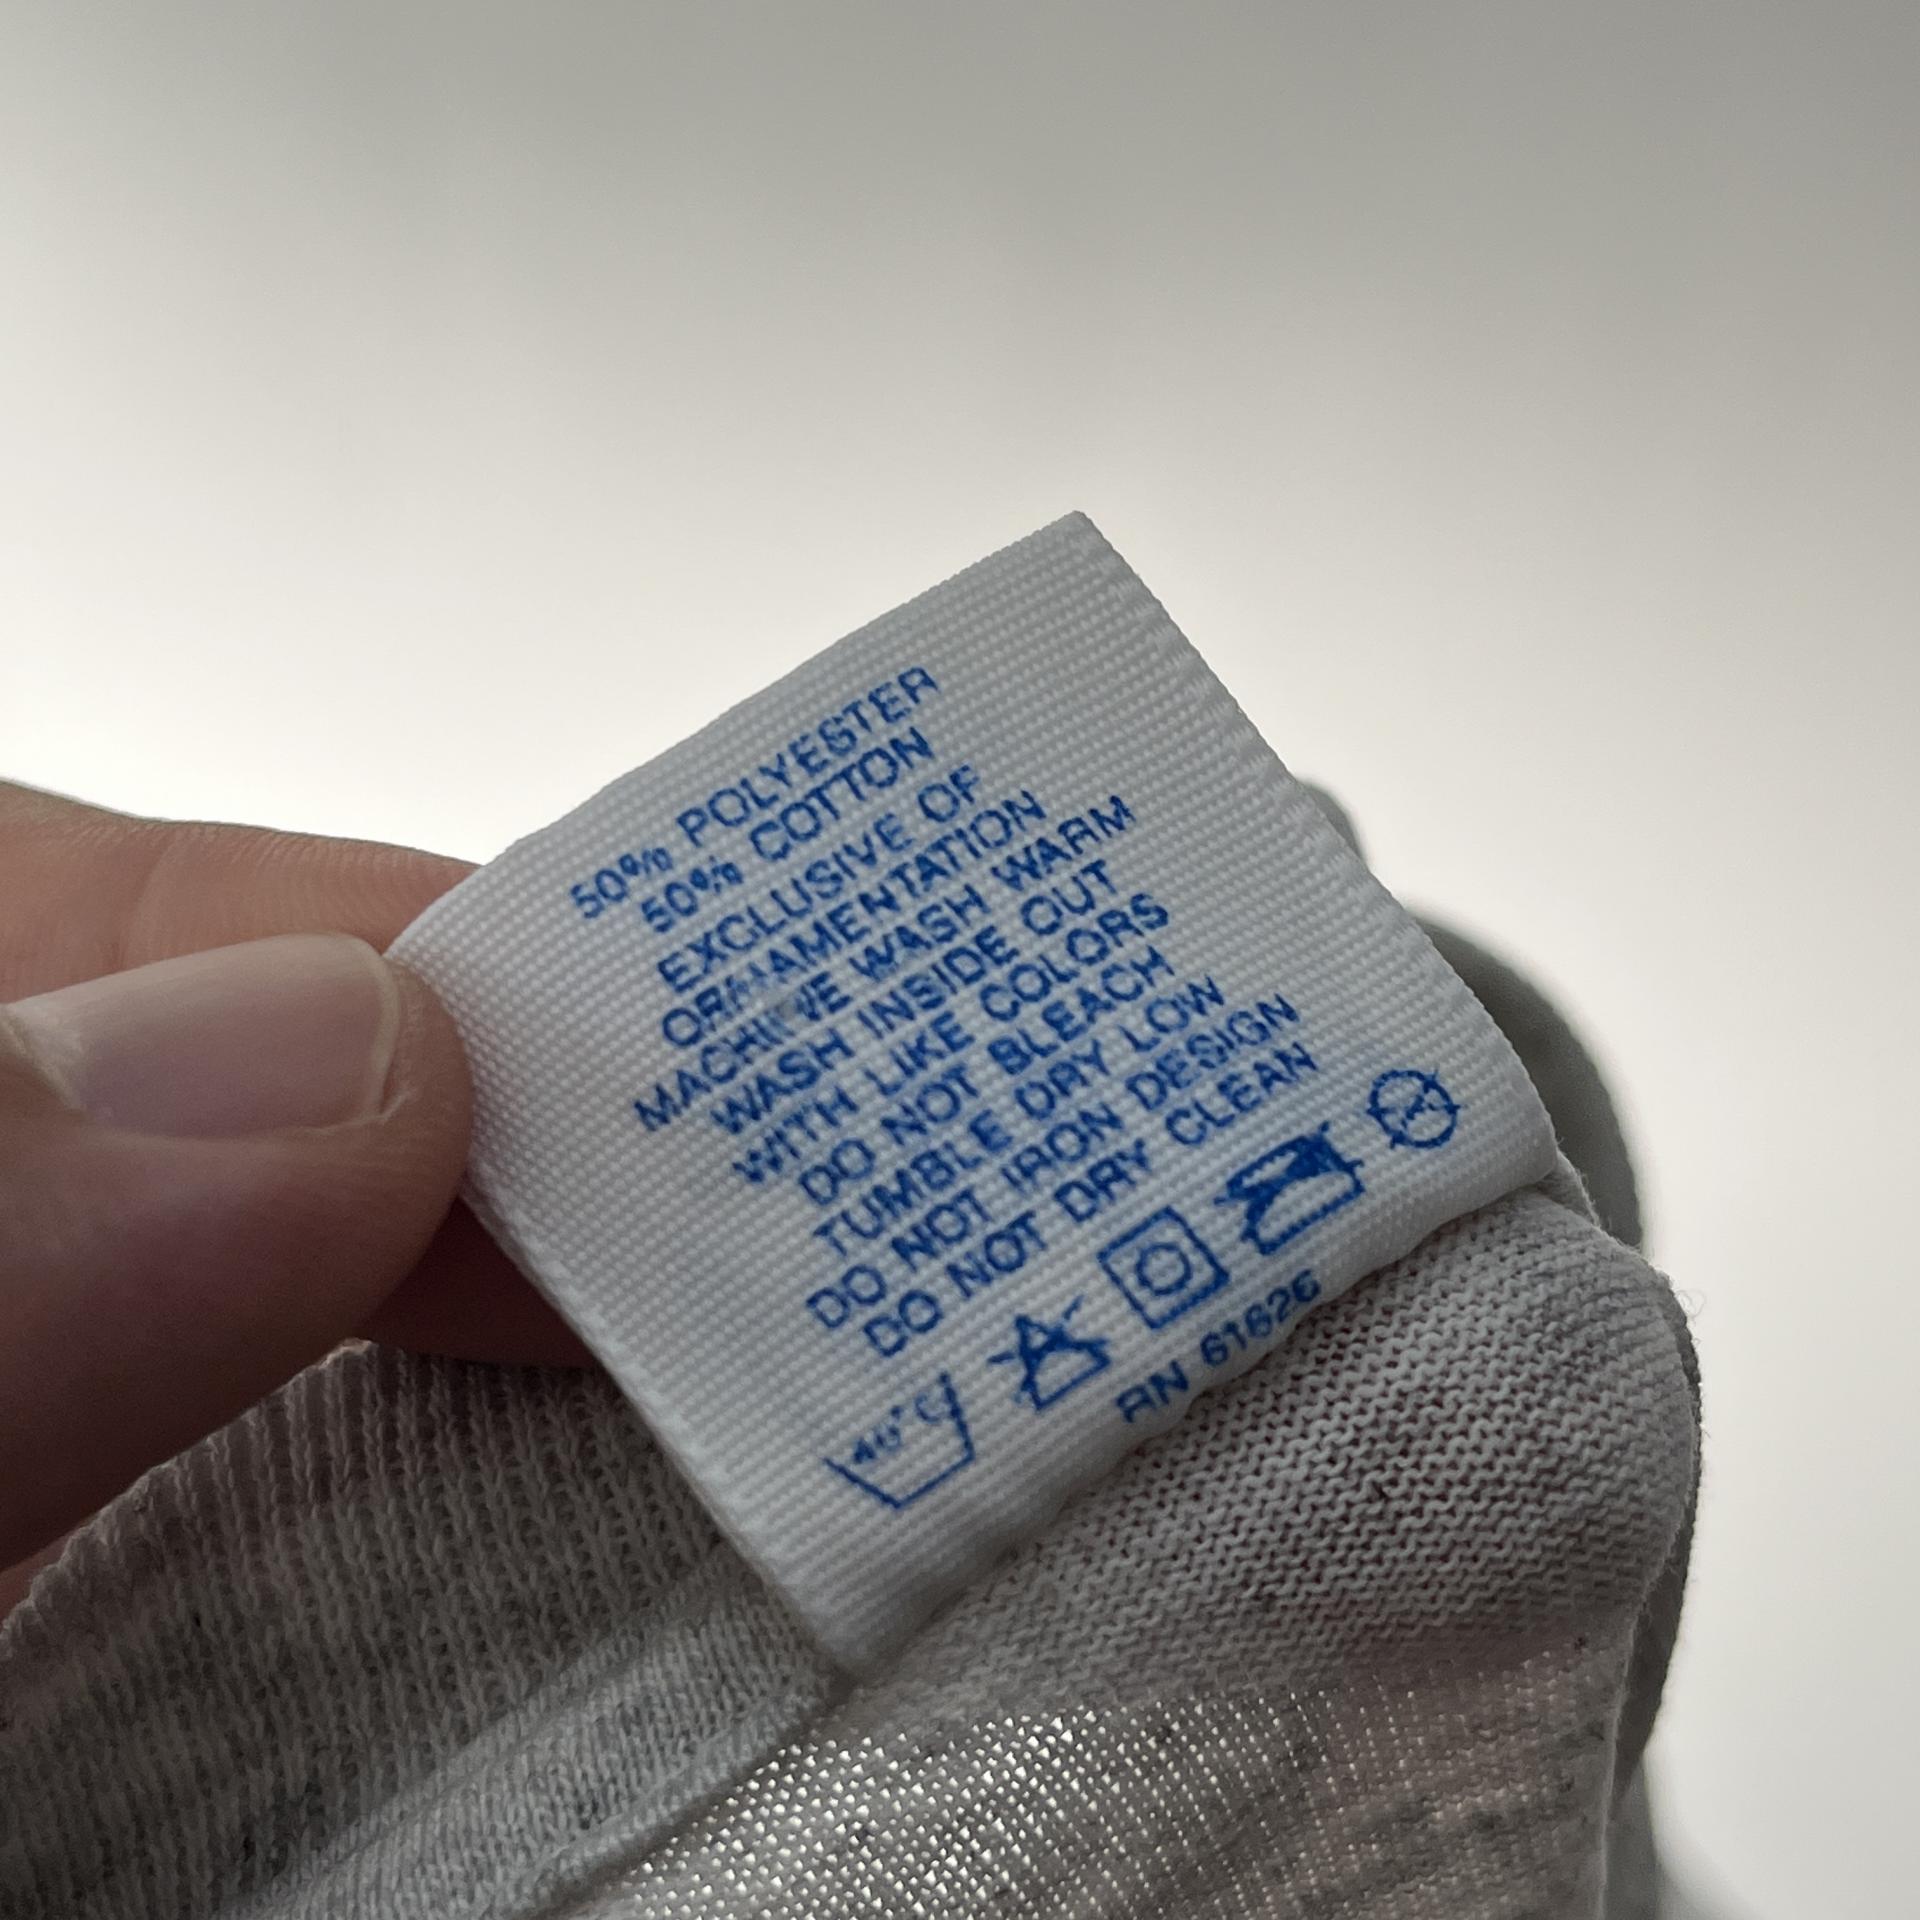 50% POLYESTER
50% COTTON
EXCLUSIVE OF
ORNAMENTATION
MACHINE WASH WARM
WASH INSIDE OUT
WITH LIKE COLORS
DO NOT BLEACH
TUMBLE DRY LOW
DO NOT IRON DESIGN
DO NOT DRY CLEAN
40°C
RN 61626